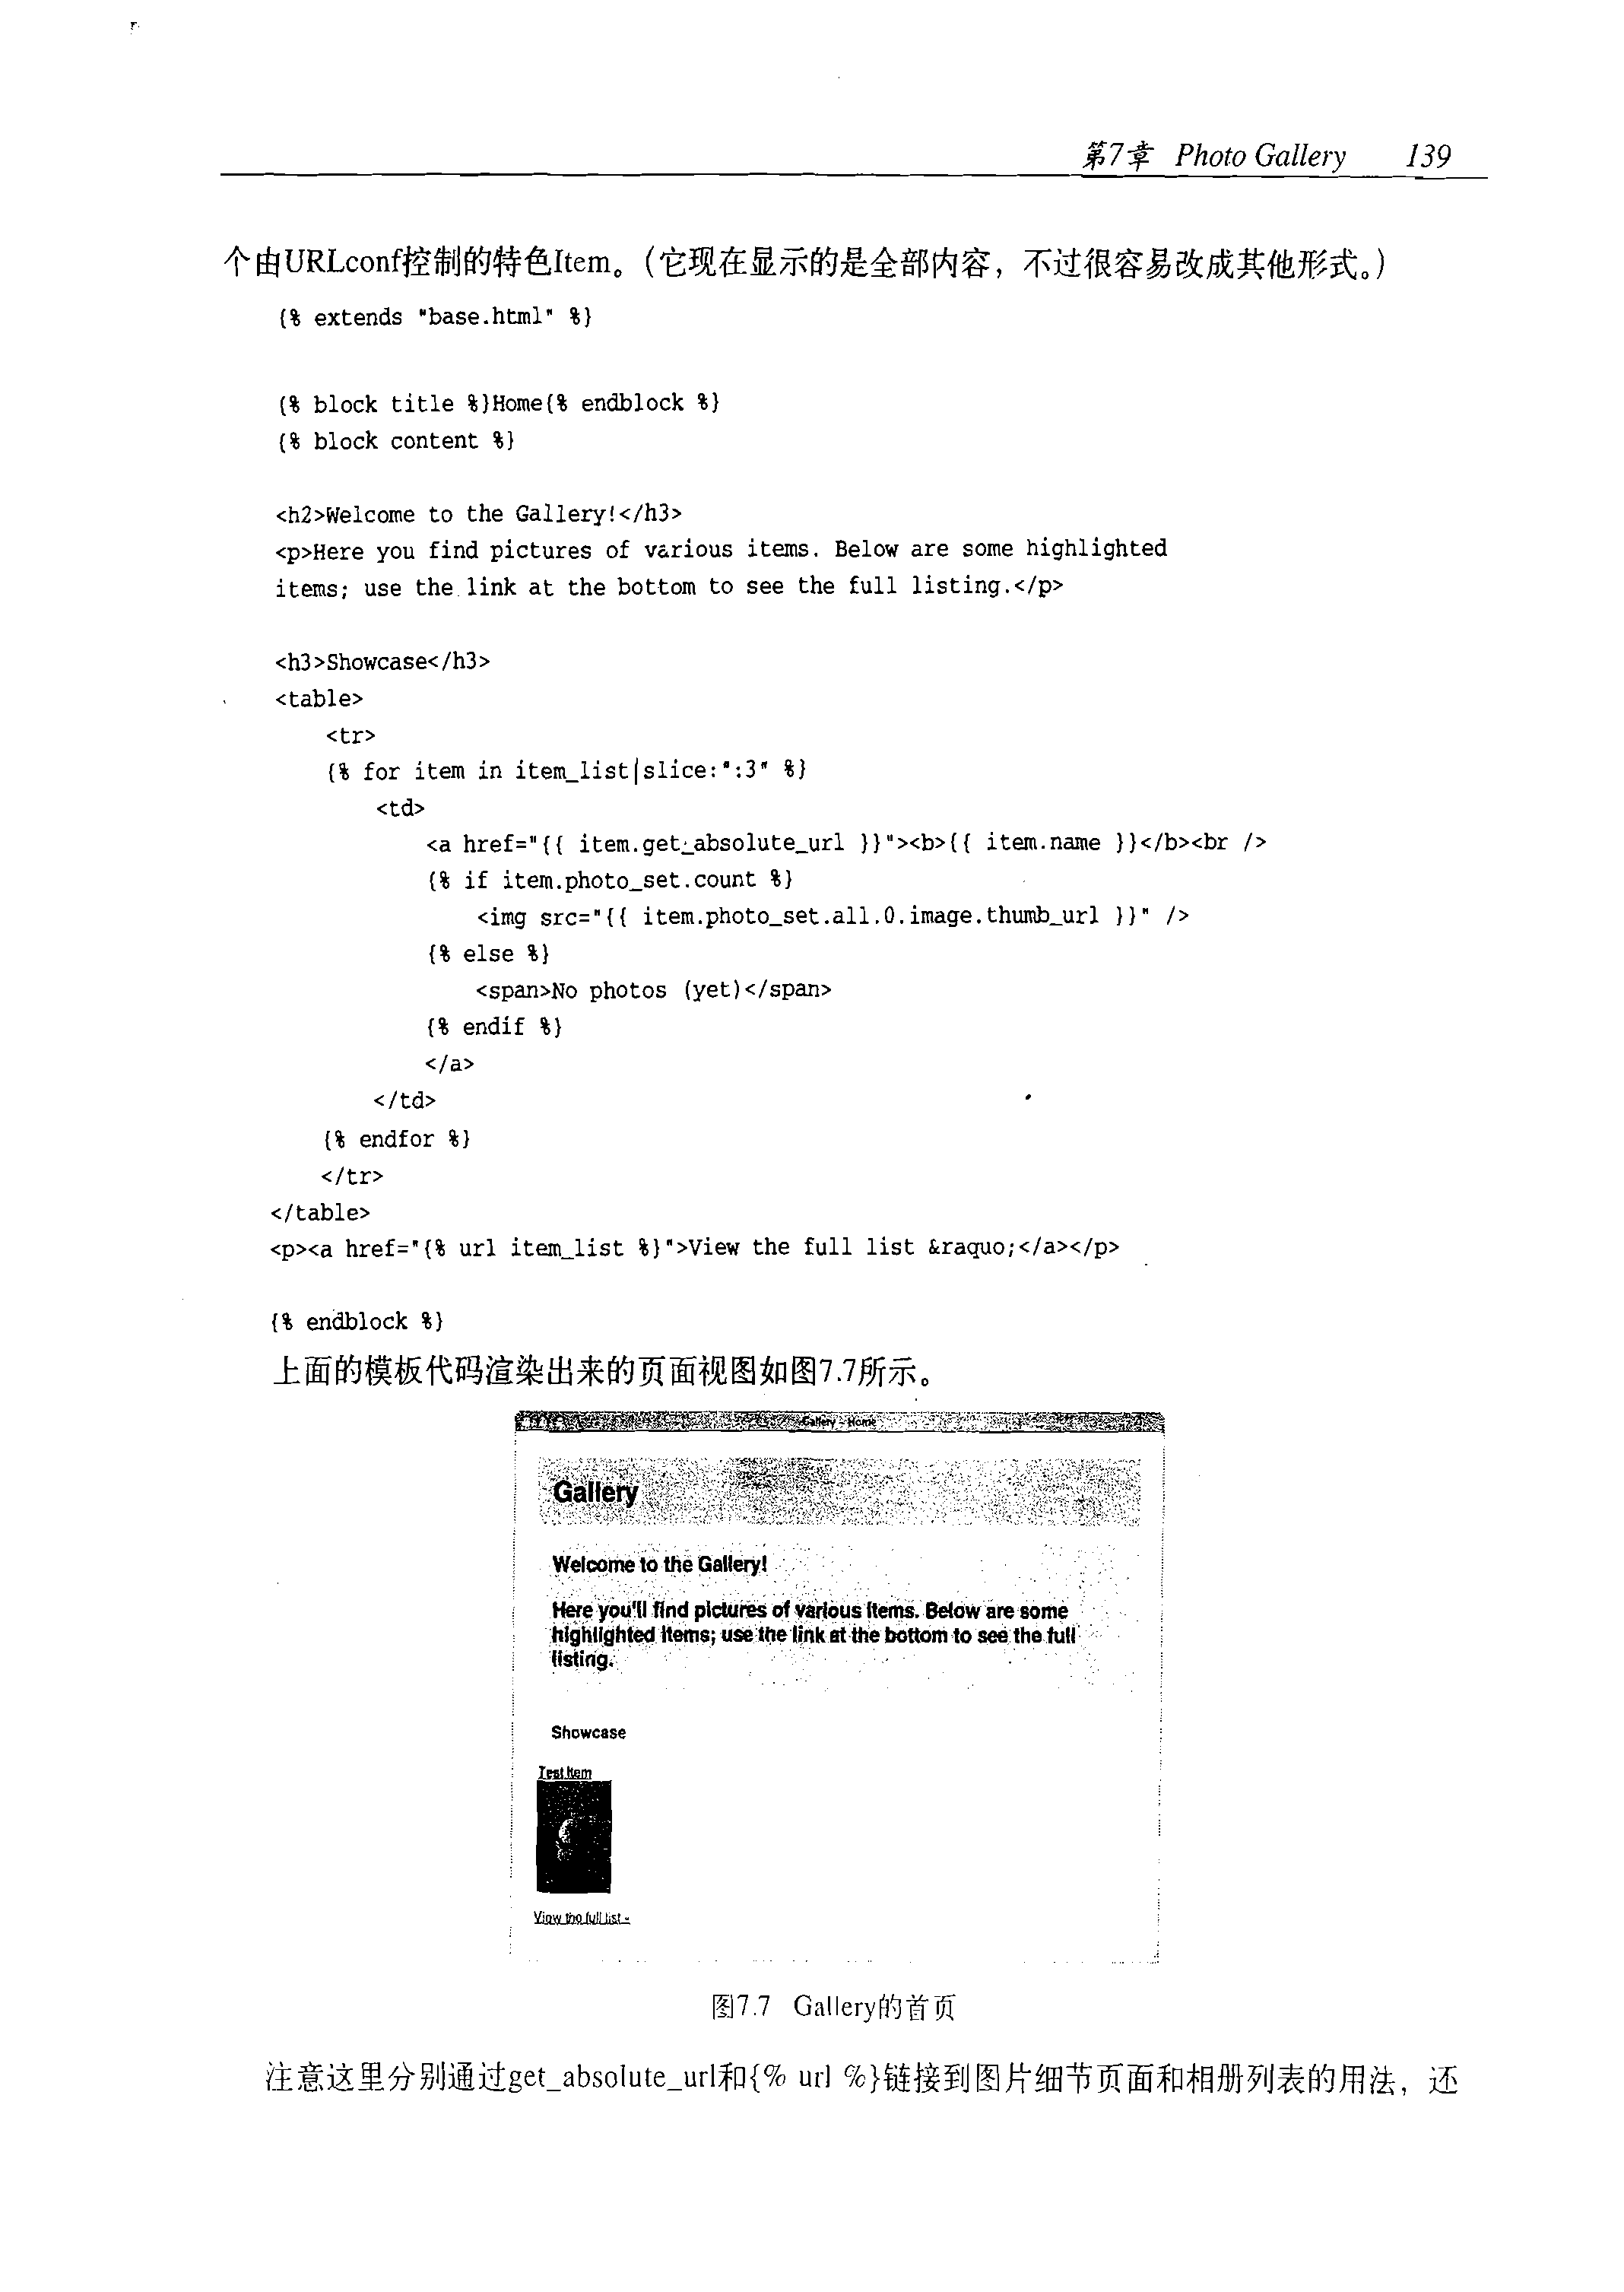 第7章 Photo Gallery 139
个由URLconf控制的特色Item。（它现在显示的是全部内容，不过很容易改成其他形式。）
{% extends "base.html" %}
{% block title %}Home{% endblock %}
{% block content %}
<h2>Welcome to the Gallery!</h3>
<p>Here you find pictures of various items. Below are some highlighted
items; use the link at the bottom to see the full listing.</p>
<h3>Showcase</h3>
<table>
<tr>
{% for item in item_list|slice:":3" %}
<td>
<a href="{{ item.get_absolute_url }}"><b>{{ item.name }}</b><br />
{% if item.photo_set.count %}
<img src="{{ item.photo_set.all.0.image.thumb_url }}" />
{% else %}
<span>No photos (yet)</span>
{% endif %}
</a>
</td>
{% endfor %}
</tr>
</table>
<p><a href="{% url item_list %}">View the full list &raquo;</a></p>
{% endblock %}
上面的模板代码渲染出来的页面视图如图7.7所示。
Gallery - Home
Gallery
Welcome to the Gallery!
Here you'll find pictures of various items. Below are some
highlighted items; use the link at the bottom to see the full
listing.
Showcase
Test Item
View the full list »
图7.7 Gallery的首页
注意这里分别通过get_absolute_url和{% url %}链接到图片细节页面和相册列表的用法，还